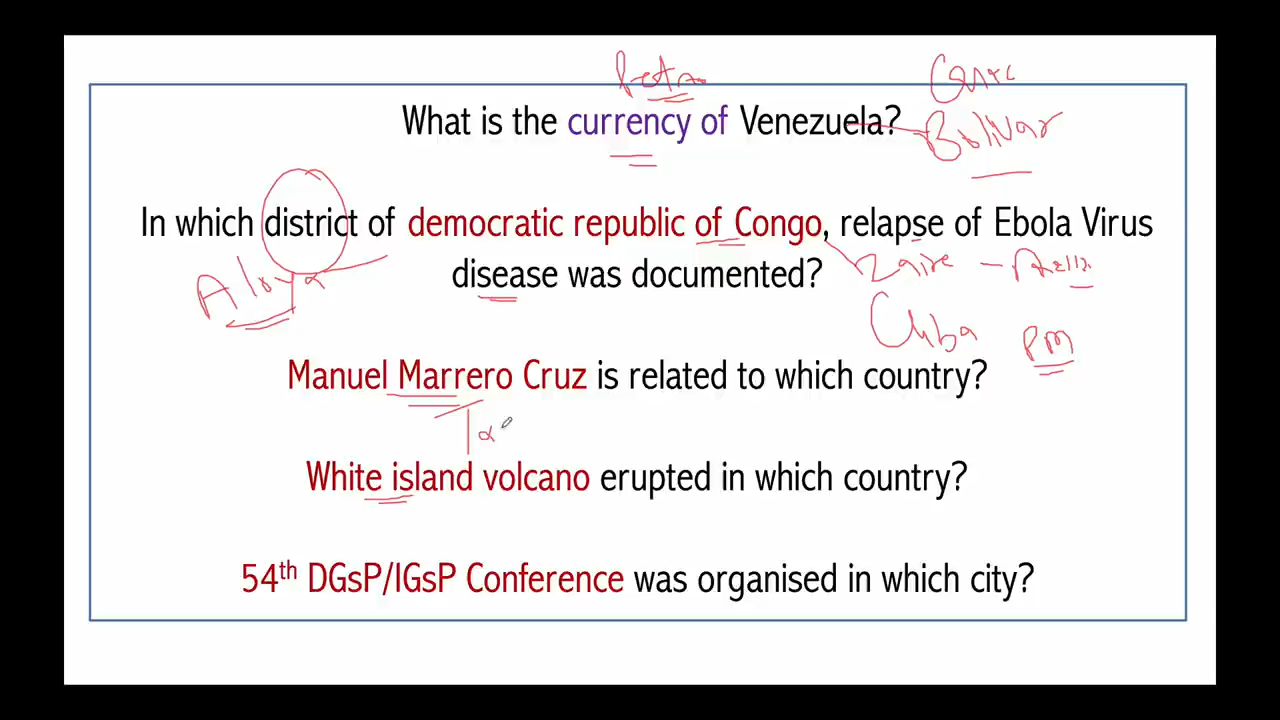 Petro
What is the currency of Venezuela?
Bolivar
In which district of democratic republic of Congo, relapse of Ebola Virus
disease was documented?
Aloya
Zaire -
Cuba
PM
Manuel Marrero Cruz is related to which country?
White island volcano erupted in which country?
54th DGsP/IGsP Conference was organised in which city?